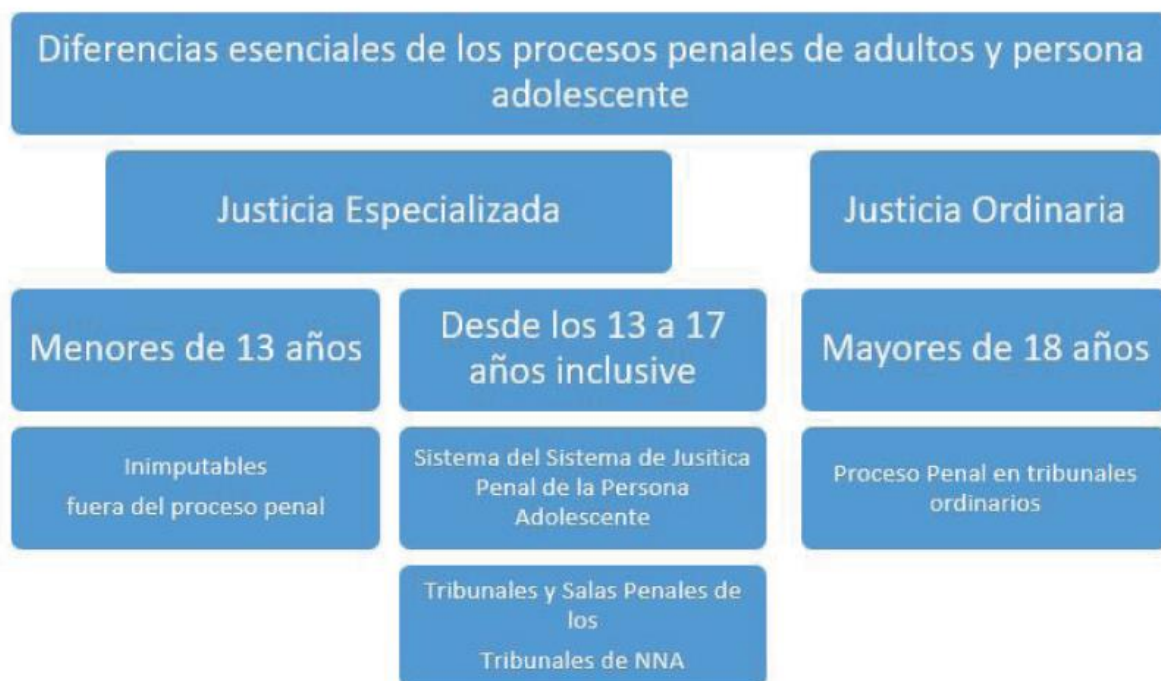 Diferencias esenciales de los procesos penales de adultos y persona
adolescente
Justicia Especializada
Justicia Ordinaria
Menores de 13 años
Desde los 13 a 17
años inclusive
Mayores de 18 años
Inimputables
fuera del proceso penal
Sistema del Sistema de Jusitica
Penal de la Persona
Adolescente
Proceso Penal en tribunales
ordinarios
Tribunales y Salas Penales de
los
Tribunales de NNA